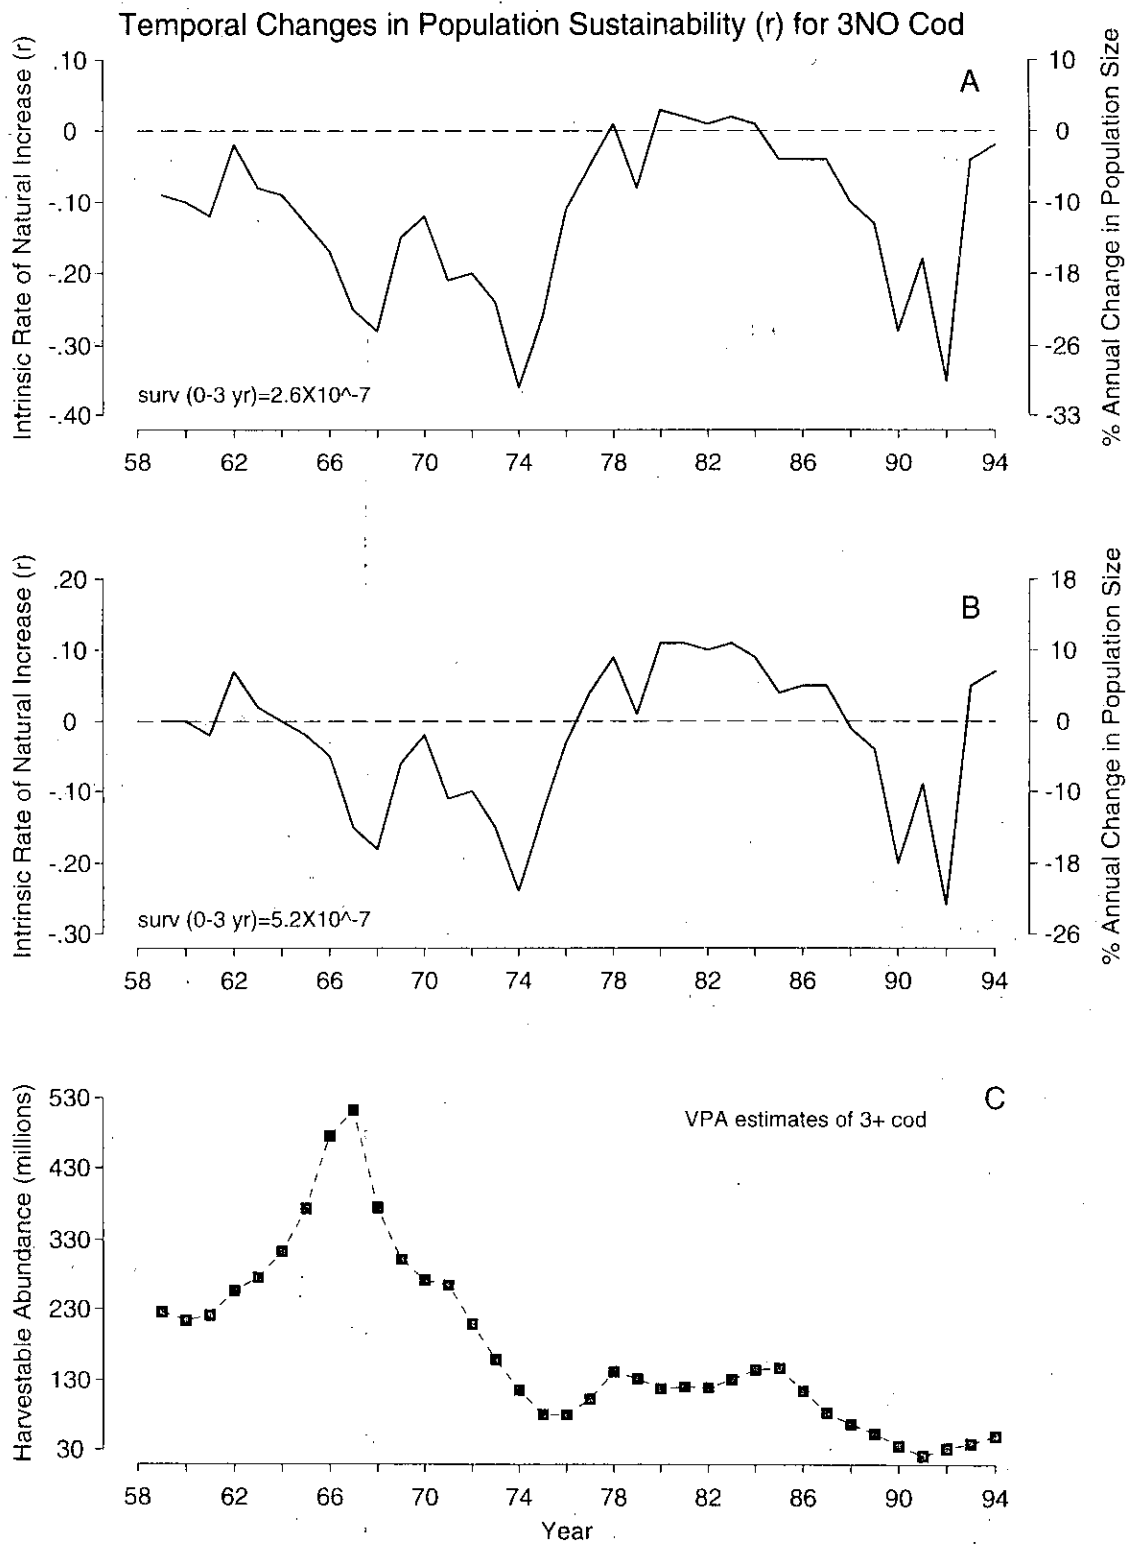 Temporal Changes in Population Sustainability (r) for 3NO Cod
A
Intrinsic Rate of Natural Increase (r)
.10
0
-.10
-.20
-.30
-.40
% Annual Change in Population Size
10
0
-10
-18
-26
-33
surv (0-3 yr)=2.6X10^-7
58 62 66 70 74 78 82 86 90 94
B
Intrinsic Rate of Natural Increase (r)
.20
.10
0
-.10
-.20
-.30
% Annual Change in Population Size
18
10
0
-10
-18
-26
surv (0-3 yr)=5.2X10^-7
58 62 66 70 74 78 82 86 90 94
C
VPA estimates of 3+ cod
Harvestable Abundance (millions)
530
430
330
230
130
30
58 62 66 70 74 78 82 86 90 94
Year